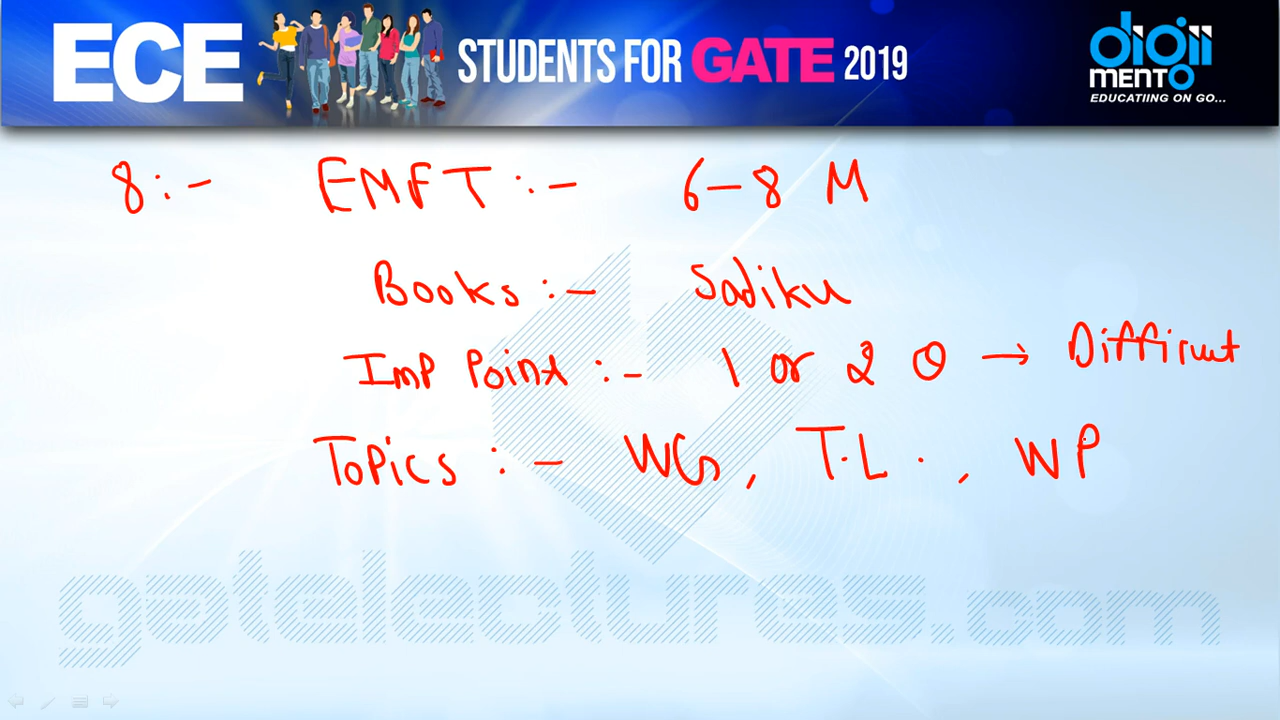 ECE STUDENTS FOR GATE 2019
digii
MENTO
EDUCATIING ON GO...
8:- EMFT :- 6-8 M
Books :- Sadiku
Imp Point :- 1 or 2 Q → Difficut
Topics :- WG, T.L., WP
gatelectures.com